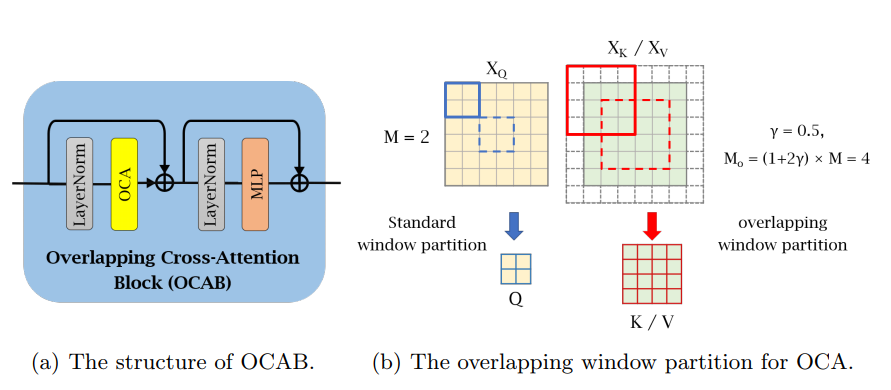 LayerNorm
OCA
LayerNorm
MLP
Overlapping Cross-Attention
Block (OCAB)
(a) The structure of OCAB.
X_Q
X_K / X_V
M = 2
γ = 0.5,
M_o = (1+2γ) × M = 4
Standard
window partition
overlapping
window partition
Q
K / V
(b) The overlapping window partition for OCA.